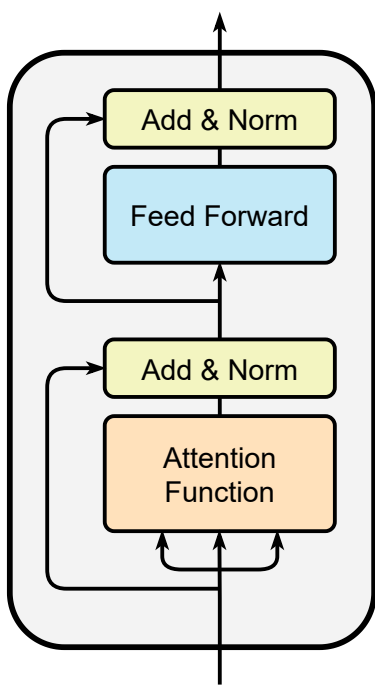 Add & Norm
Feed Forward
Add & Norm
Attention
Function